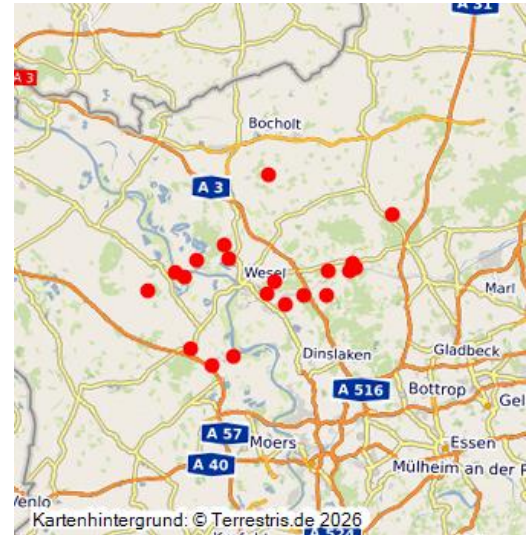 A 31
A 3
Bocholt
A 3
Wesel
Marl
Dinslaken
Gladbeck
A 516
Bottrop
Gel
A 57
Moers
Essen
A 40
Mülheim an der R
Venlo
Kartenhintergrund: © Terrestris.de 2026
A 524